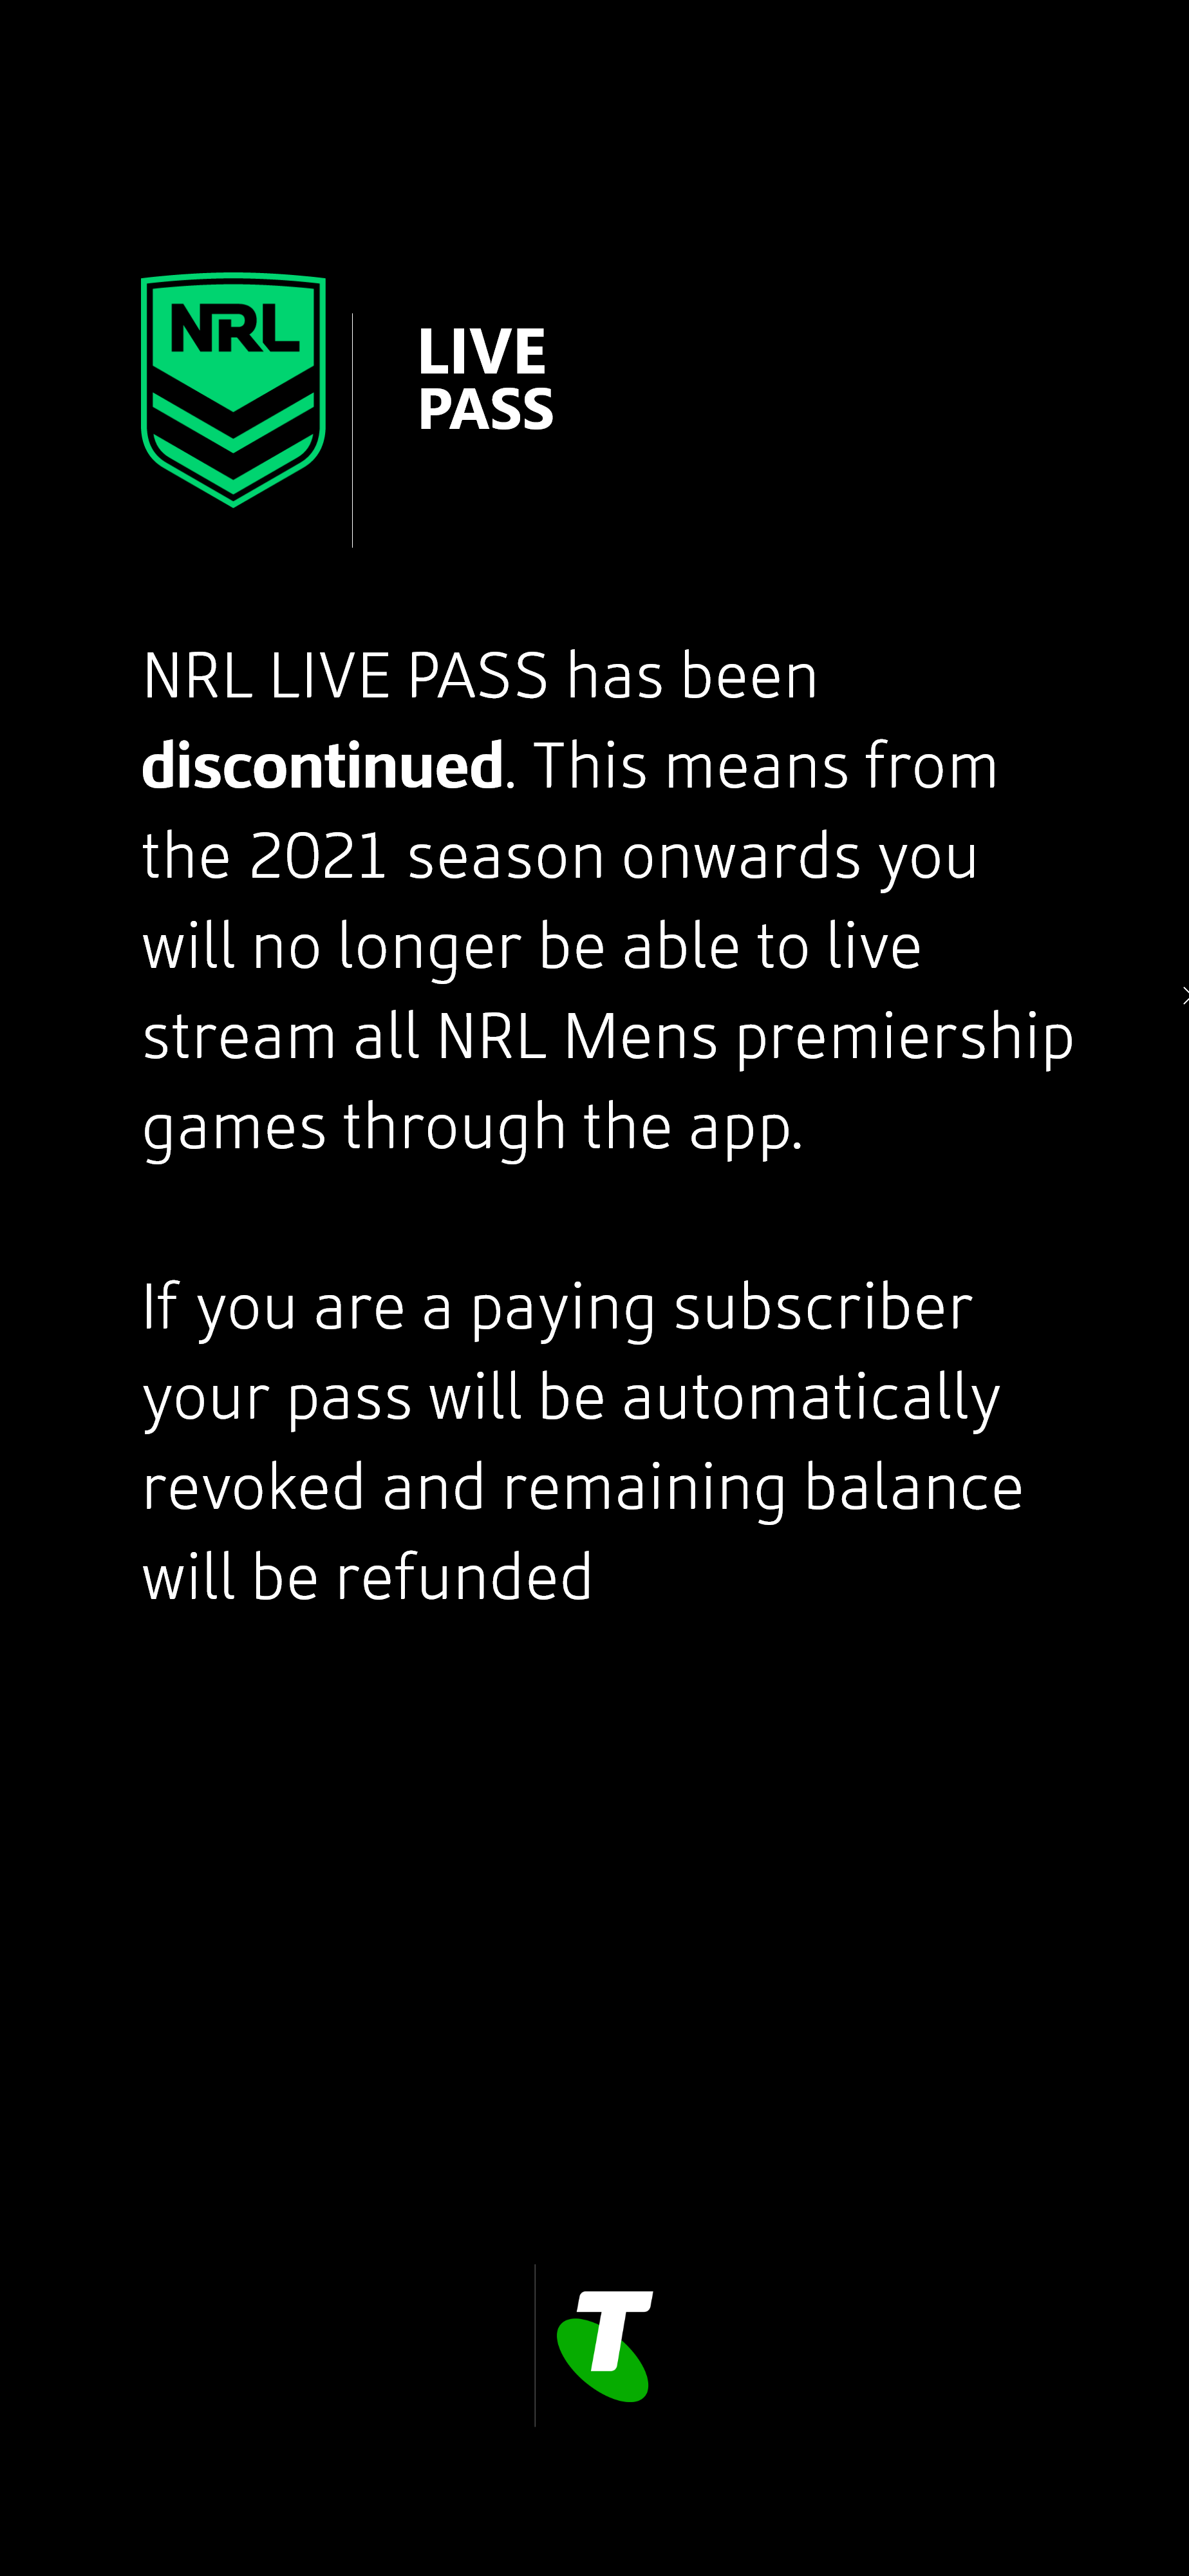 NRL
LIVE
PASS
NRL LIVE PASS has been
discontinued. This means from
the 2021 season onwards you
will no longer be able to live
stream all NRL Mens premiership
games through the app.
If you are a paying subscriber
your pass will be automatically
revoked and remaining balance
will be refunded
T